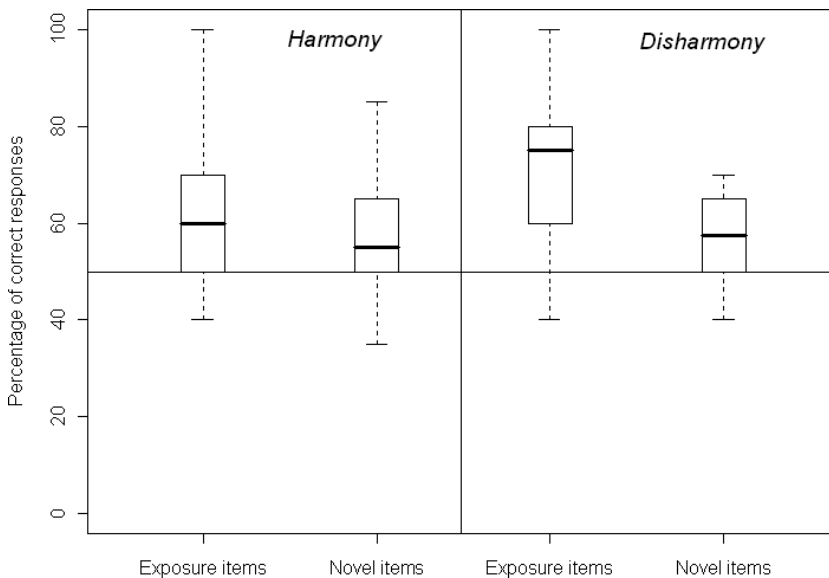 Harmony
Disharmony
Percentage of correct responses
100
80
60
40
20
0
Exposure items
Novel items
Exposure items
Novel items